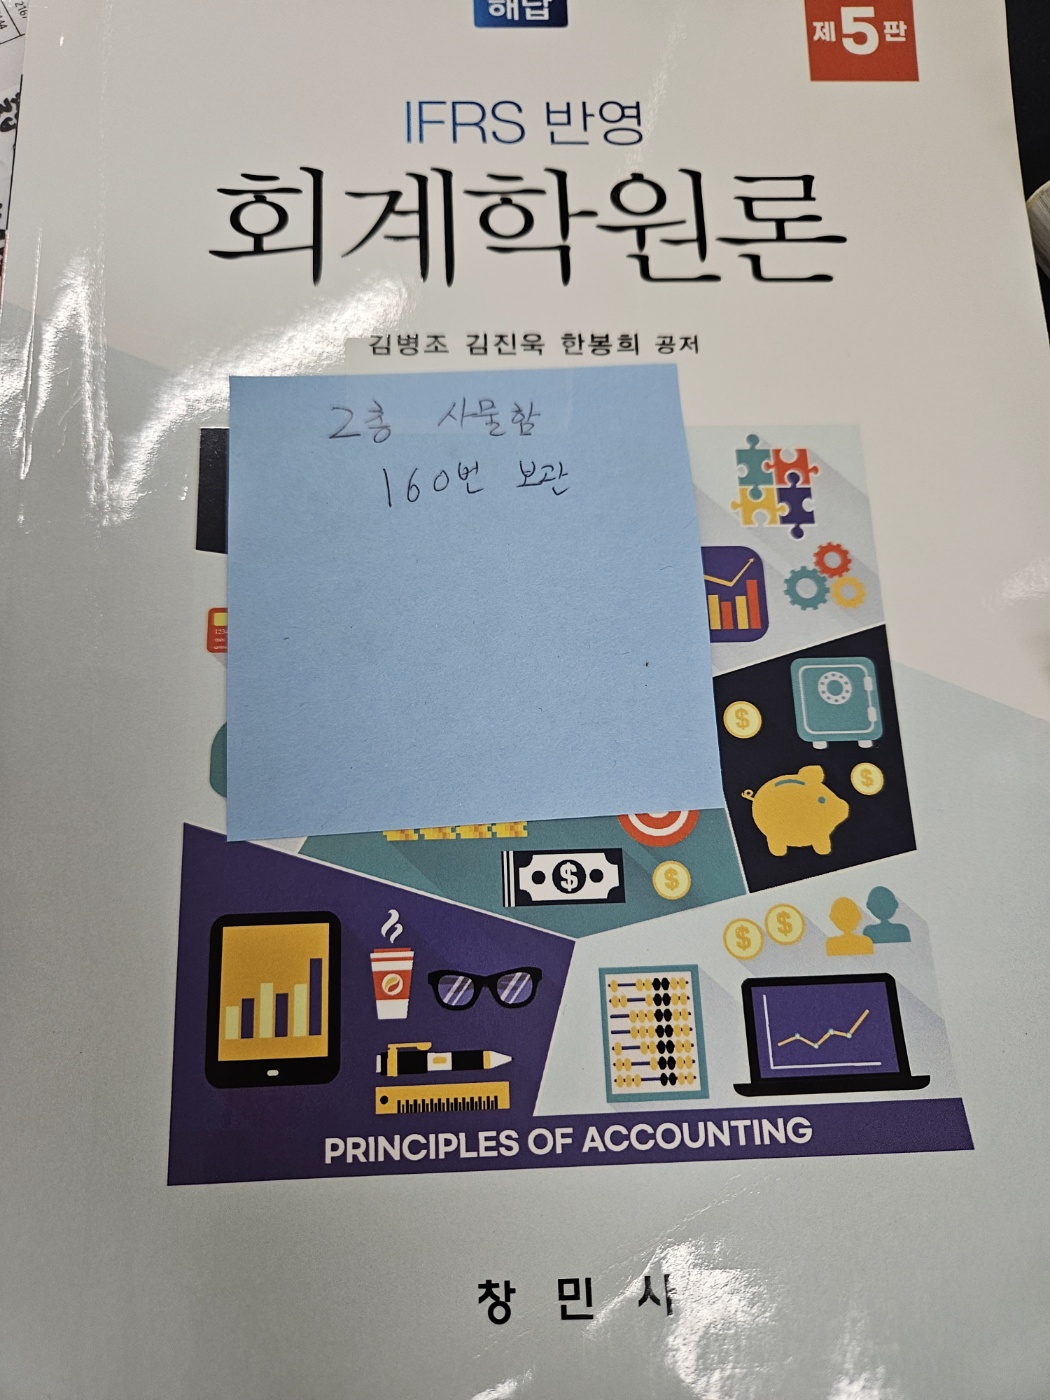 해답
제5판
IFRS 반영
회계학원론
김병조 김진욱 한봉희 공저
2층 사물함
160번 보관
PRINCIPLES OF ACCOUNTING
창민사